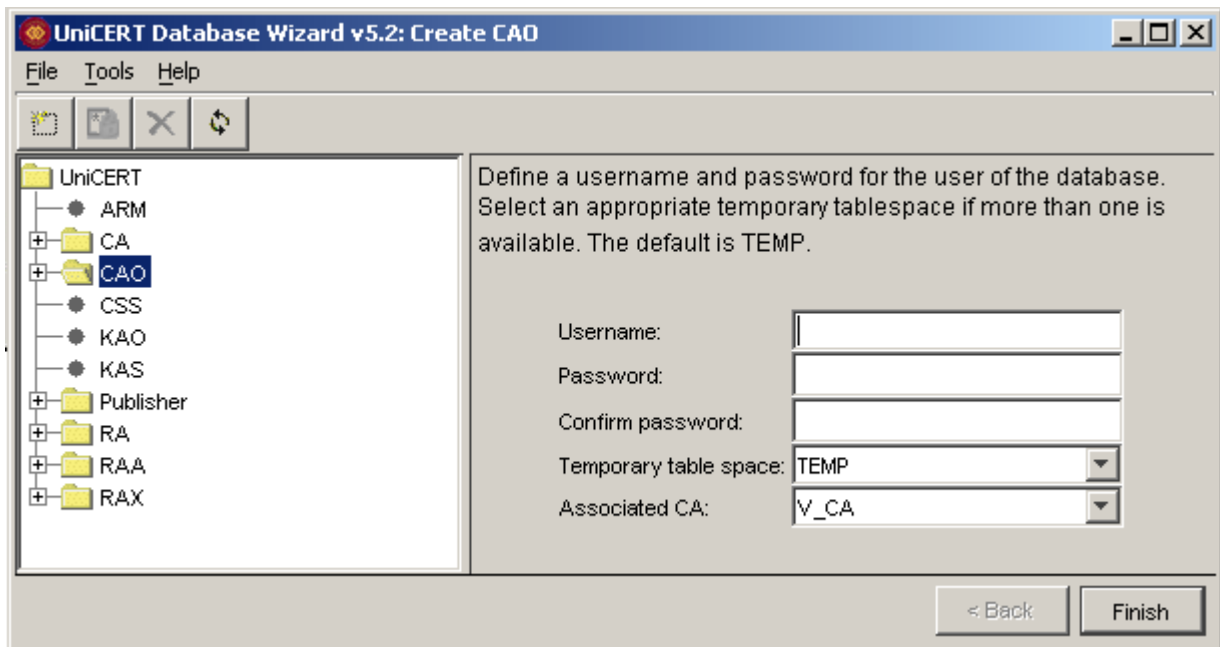 UniCERT Database Wizard v5.2: Create CAO
File Tools Help
UniCERT
ARM
CA
CAO
CSS
KAO
KAS
Publisher
RA
RAA
RAX
Define a username and password for the user of the database.
Select an appropriate temporary tablespace if more than one is
available. The default is TEMP.
Username:
Password:
Confirm password:
Temporary table space: TEMP
Associated CA: V_CA
< Back Finish